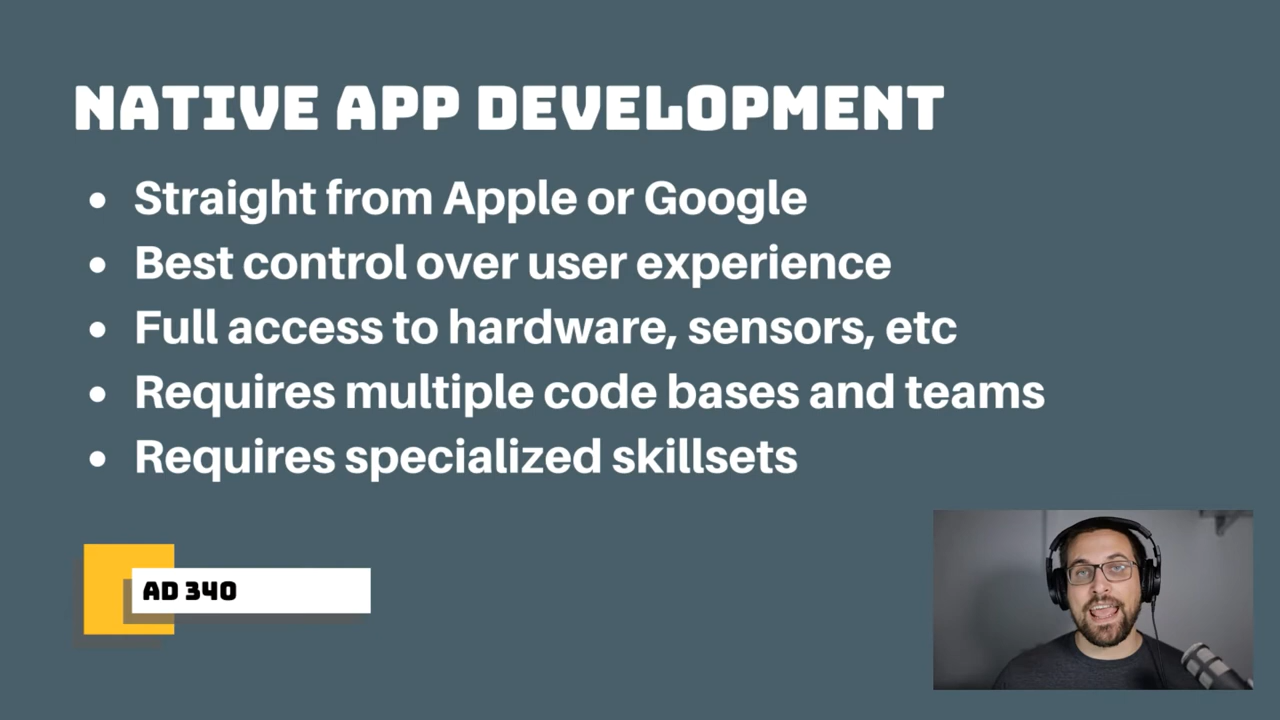 NATIVE APP DEVELOPMENT
• Straight from Apple or Google
• Best control over user experience
• Full access to hardware, sensors, etc
• Requires multiple code bases and teams
• Requires specialized skillsets
AD 340